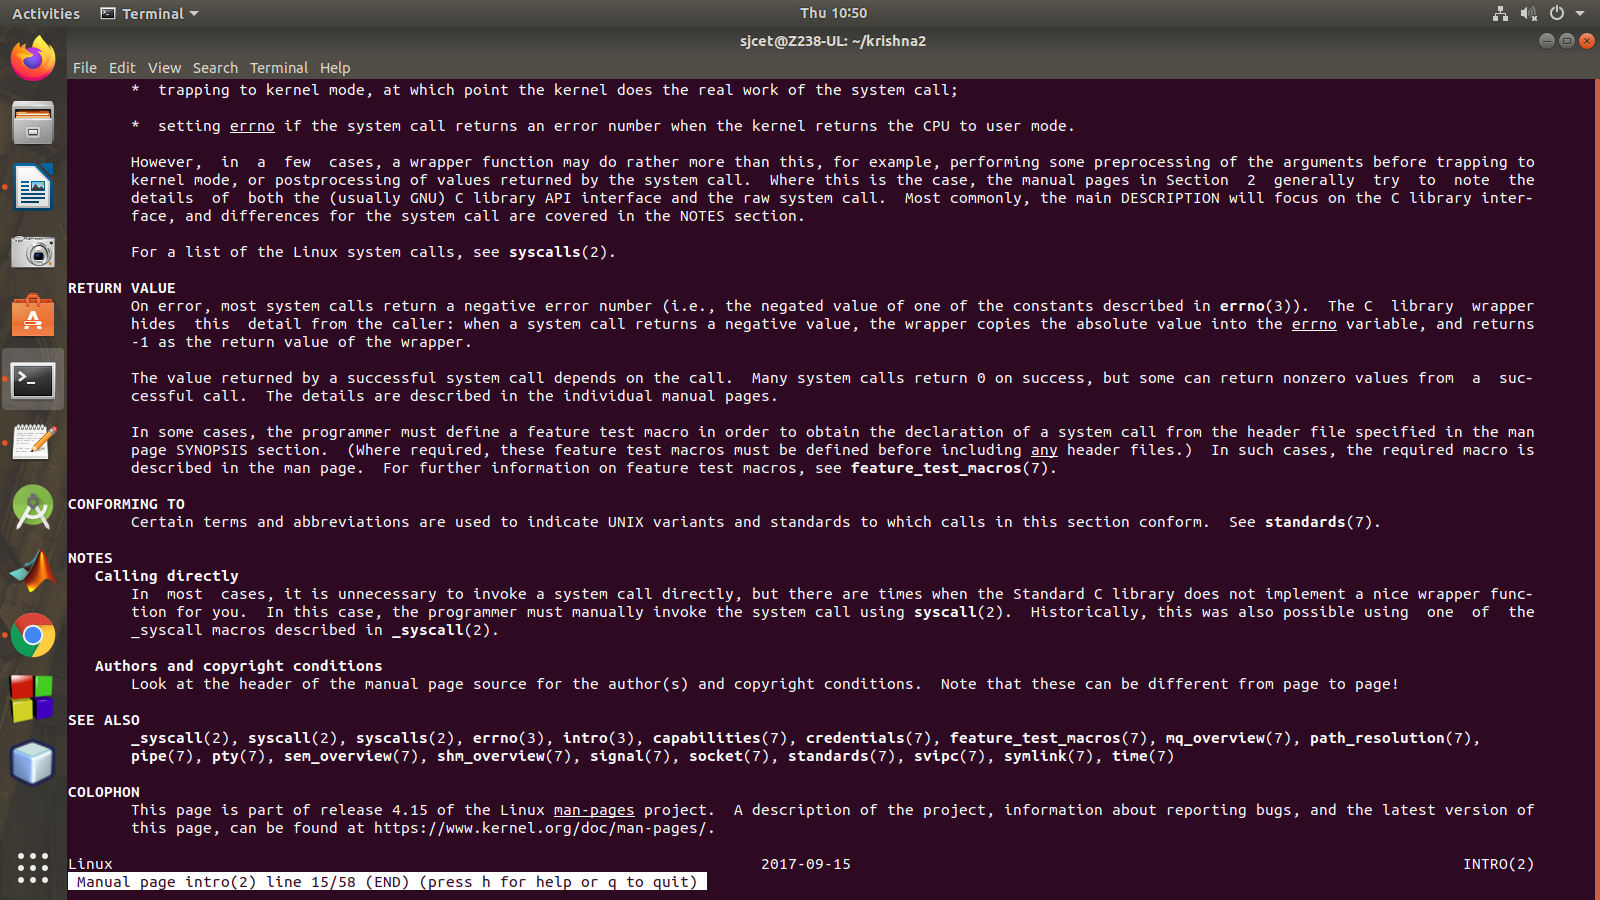 Activities Terminal Thu 10:50
sjcet@Z238-UL: ~/krishna2
File Edit View Search Terminal Help
* trapping to kernel mode, at which point the kernel does the real work of the system call;
* setting errno if the system call returns an error number when the kernel returns the CPU to user mode.
However, in a few cases, a wrapper function may do rather more than this, for example, performing some preprocessing of the arguments before trapping to
kernel mode, or postprocessing of values returned by the system call. Where this is the case, the manual pages in Section 2 generally try to note the
details of both the (usually GNU) C library API interface and the raw system call. Most commonly, the main DESCRIPTION will focus on the C library inter-
face, and differences for the system call are covered in the NOTES section.
For a list of the Linux system calls, see syscalls(2).
RETURN VALUE
On error, most system calls return a negative error number (i.e., the negated value of one of the constants described in errno(3)). The C library wrapper
hides this detail from the caller: when a system call returns a negative value, the wrapper copies the absolute value into the errno variable, and returns
-1 as the return value of the wrapper.
The value returned by a successful system call depends on the call. Many system calls return 0 on success, but some can return nonzero values from a suc-
cessful call. The details are described in the individual manual pages.
In some cases, the programmer must define a feature test macro in order to obtain the declaration of a system call from the header file specified in the man
page SYNOPSIS section. (Where required, these feature test macros must be defined before including any header files.) In such cases, the required macro is
described in the man page. For further information on feature test macros, see feature_test_macros(7).
CONFORMING TO
Certain terms and abbreviations are used to indicate UNIX variants and standards to which calls in this section conform. See standards(7).
NOTES
Calling directly
In most cases, it is unnecessary to invoke a system call directly, but there are times when the Standard C library does not implement a nice wrapper func-
tion for you. In this case, the programmer must manually invoke the system call using syscall(2). Historically, this was also possible using one of the
_syscall macros described in _syscall(2).
Authors and copyright conditions
Look at the header of the manual page source for the author(s) and copyright conditions. Note that these can be different from page to page!
SEE ALSO
_syscall(2), syscall(2), syscalls(2), errno(3), intro(3), capabilities(7), credentials(7), feature_test_macros(7), mq_overview(7), path_resolution(7),
pipe(7), pty(7), sem_overview(7), shm_overview(7), signal(7), socket(7), standards(7), svipc(7), symlink(7), time(7)
COLOPHON
This page is part of release 4.15 of the Linux man-pages project. A description of the project, information about reporting bugs, and the latest version of
this page, can be found at https://www.kernel.org/doc/man-pages/.
Linux 2017-09-15 INTRO(2)
Manual page intro(2) line 15/58 (END) (press h for help or q to quit)